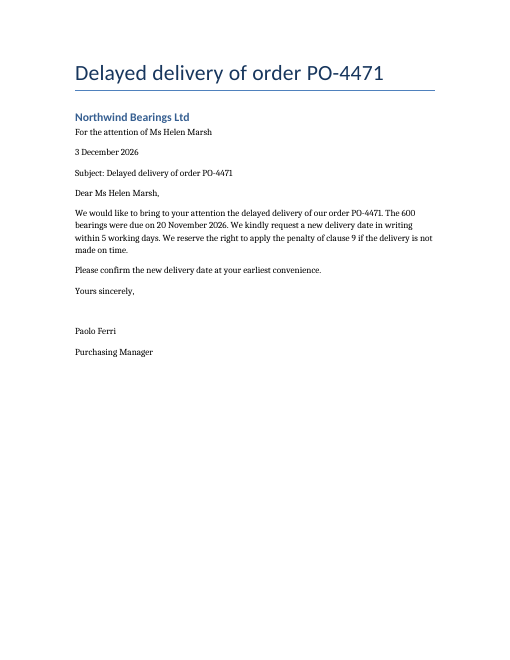 Delayed delivery of order PO-4471
Northwind Bearings Ltd
For the attention of Ms Helen Marsh
3 December 2026
Subject: Delayed delivery of order PO-4471
Dear Ms Helen Marsh,
We would like to bring to your attention the delayed delivery of our order PO-4471. The 600
bearings were due on 20 November 2026. We kindly request a new delivery date in writing
within 5 working days. We reserve the right to apply the penalty of clause 9 if the delivery is not
made on time.
Please confirm the new delivery date at your earliest convenience.
Yours sincerely,
Paolo Ferri
Purchasing Manager